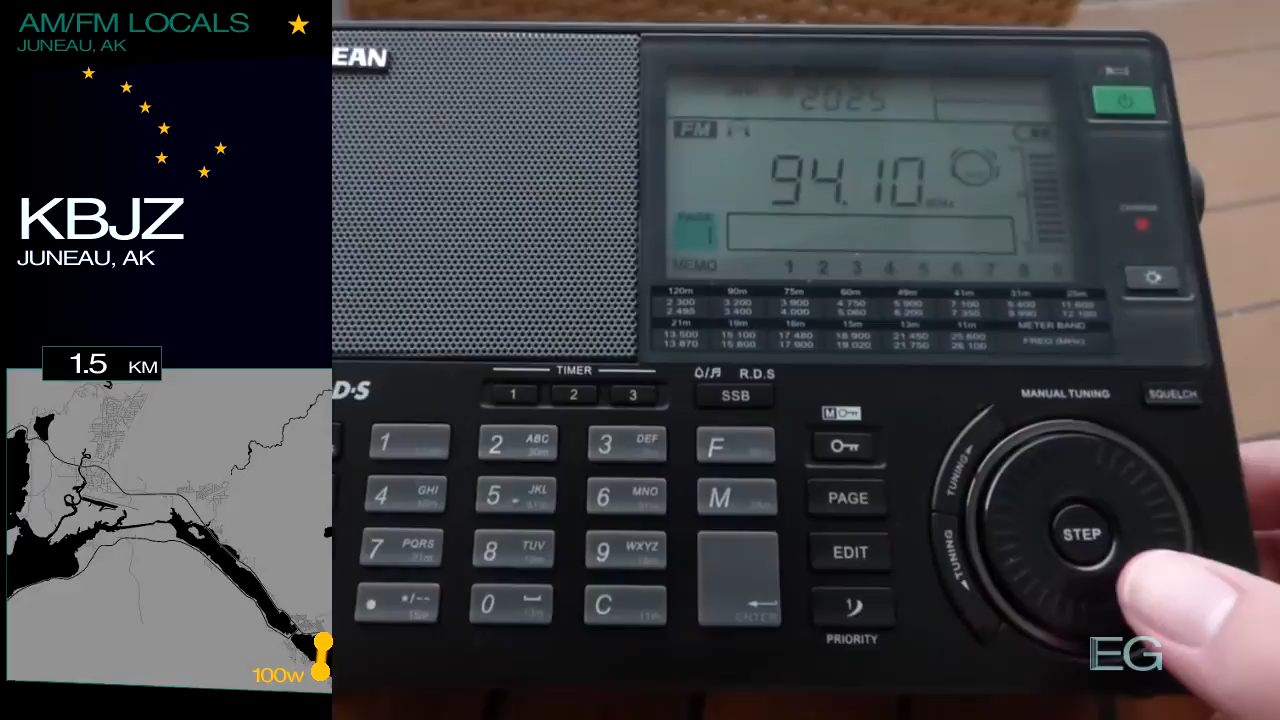 AM/FM LOCALS
JUNEAU, AK
KBJZ
JUNEAU, AK
1.5 KM
100w
EAN
2025
FM
94.10
MHz
PAGE
1
MEMO 1 2 3 4 5 6 7 8 9
120m 90m 75m 60m 49m 41m 31m 25m
2.300 3.200 3.900 4.750 5.900 7.100 9.400 11.600
2.495 3.400 4.000 5.060 6.200 7.350 9.990 12.100
21m 19m 16m 15m 13m 11m METER BAND
13.500 15.100 17.480 18.900 21.450 25.600 FREQ (MHz)
13.870 15.800 17.900 19.020 21.750 26.100
D·S
TIMER
1 2 3
R.D.S
SSB
MANUAL TUNING
SQUELCH
1 2 ABC 3 DEF F
4 GHI 5 JKL 6 MNO M
7 PQRS 8 TUV 9 WXYZ
• */-- 0 C ENTER
M
PAGE
EDIT
PRIORITY
TUNING
TUNING
STEP
EG